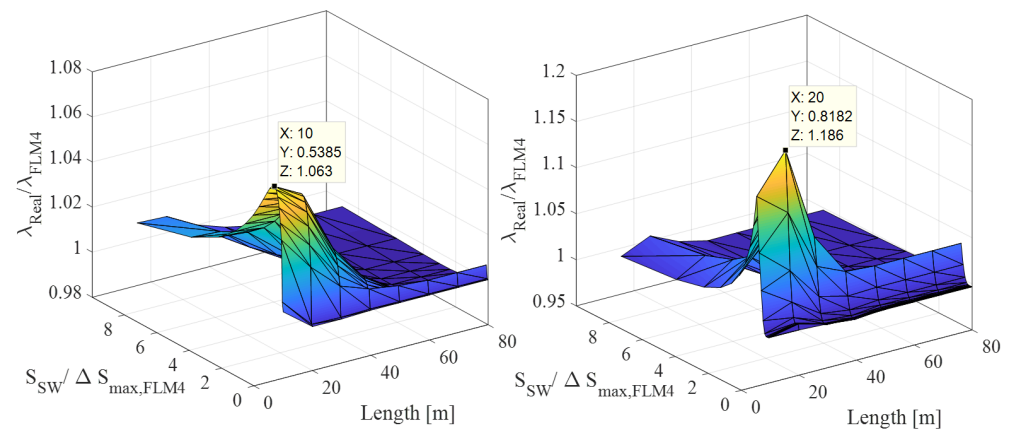 1.08
1.06
1.04
1.02
1
0.98
λReal/λFLM4
X: 10
Y: 0.5385
Z: 1.063
8
6
4
2
0
SSW/ Δ Smax,FLM4
0
20
40
60
80
Length [m]
1.2
1.15
1.1
1.05
1
0.95
λReal/λFLM4
X: 20
Y: 0.8182
Z: 1.186
8
6
4
2
0
SSW/ Δ Smax,FLM4
0
20
40
60
80
Length [m]